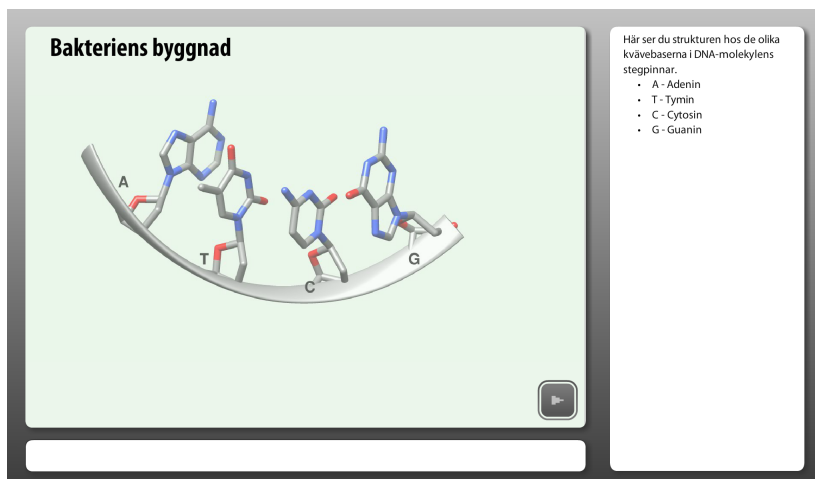 Bakteriens byggnad
A
T
C
G
Här ser du strukturen hos de olika
kvävebaserna i DNA-molekylens
stegpinnar.
• A - Adenin
• T - Tymin
• C - Cytosin
• G - Guanin